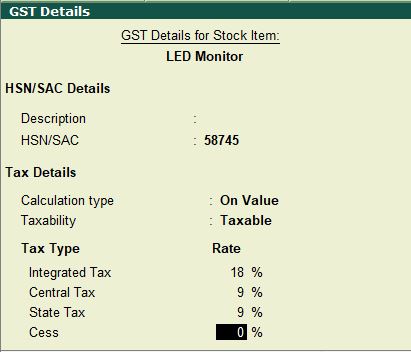 GST Details
GST Details for Stock Item:
LED Monitor
HSN/SAC Details
Description :
HSN/SAC : 58745
Tax Details
Calculation type : On Value
Taxability : Taxable
Tax Type Rate
Integrated Tax 18 %
Central Tax 9 %
State Tax 9 %
Cess 0 %